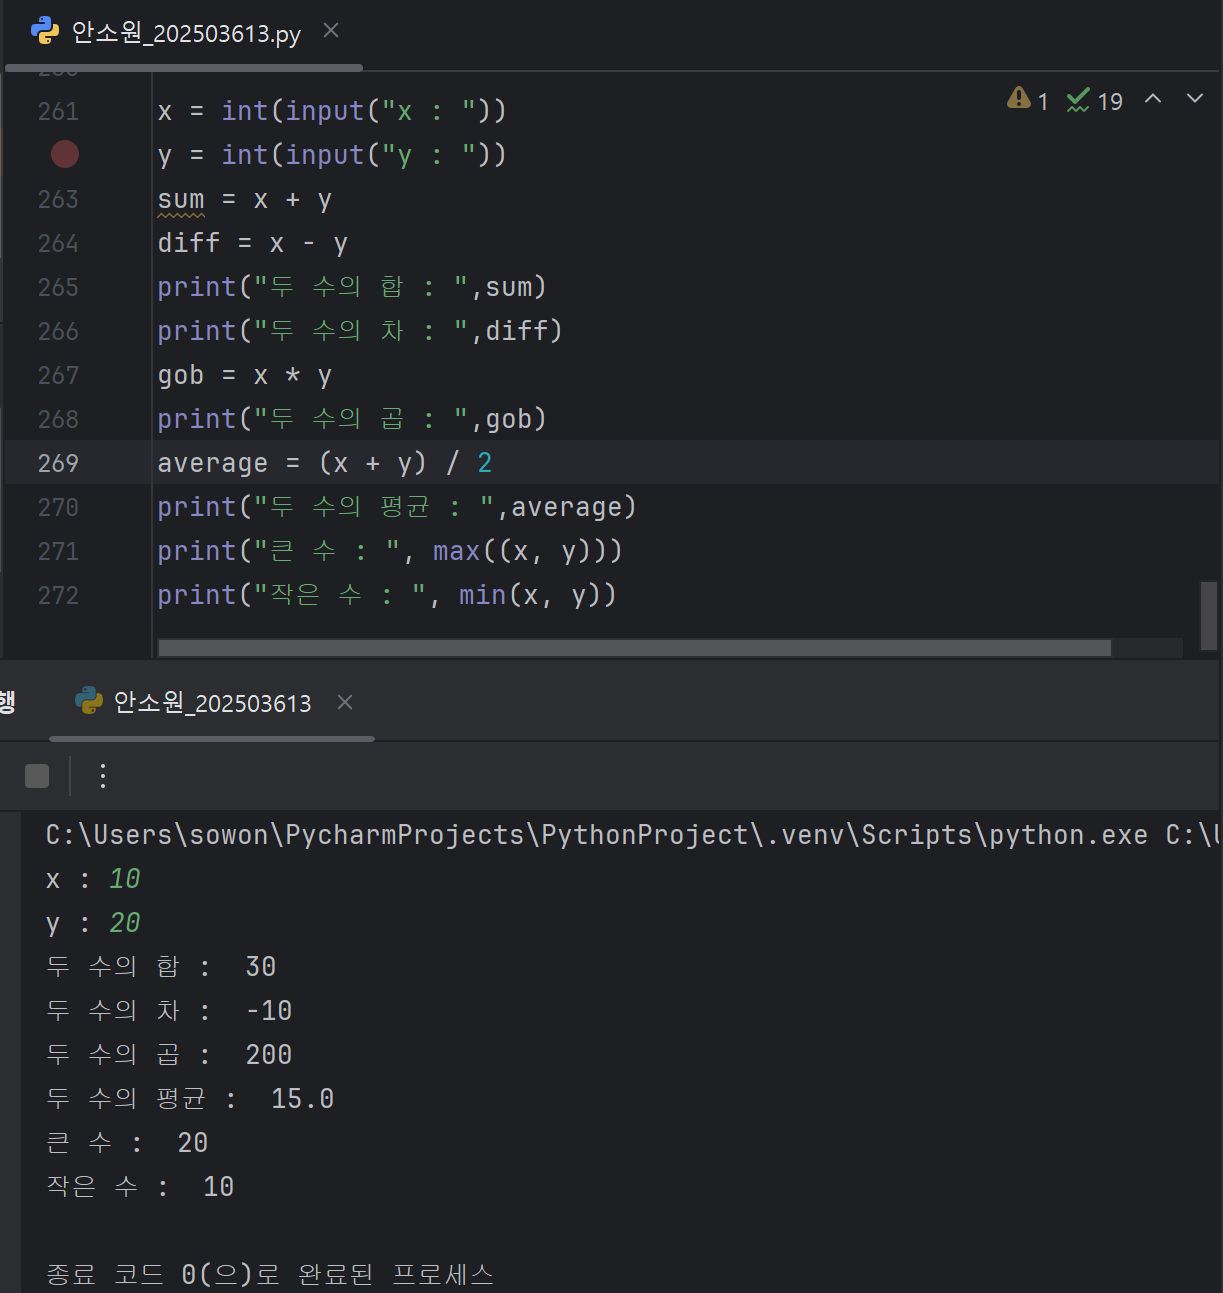 안소원_202503613.py
1 19
261 x = int(input("x : "))
y = int(input("y : "))
263 sum = x + y
264 diff = x - y
265 print("두 수의 합 : ",sum)
266 print("두 수의 차 : ",diff)
267 gob = x * y
268 print("두 수의 곱 : ",gob)
269 average = (x + y) / 2
270 print("두 수의 평균 : ",average)
271 print("큰 수 : ", max((x, y)))
272 print("작은 수 : ", min(x, y))
행 안소원_202503613
C:\Users\sowon\PycharmProjects\PythonProject\.venv\Scripts\python.exe C:\U
x : 10
y : 20
두 수의 합 :  30
두 수의 차 :  -10
두 수의 곱 :  200
두 수의 평균 :  15.0
큰 수 :  20
작은 수 :  10
종료 코드 0(으)로 완료된 프로세스